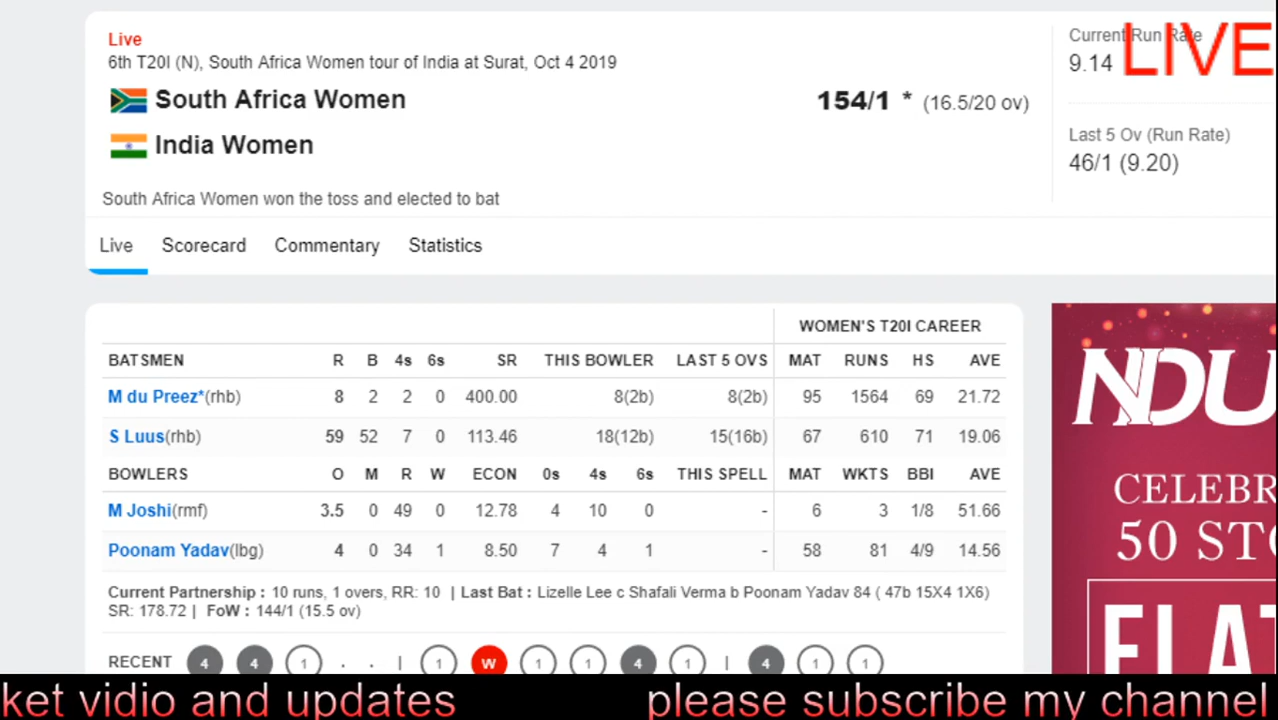 Live
6th T20I (N), South Africa Women tour of India at Surat, Oct 4 2019
South Africa Women 154/1 * (16.5/20 ov)
India Women
South Africa Women won the toss and elected to bat
Current Run Rate
9.14
LIVE
Last 5 Ov (Run Rate)
46/1 (9.20)
Live Scorecard Commentary Statistics
WOMEN'S T20I CAREER
BATSMEN R B 4s 6s SR THIS BOWLER LAST 5 OVS MAT RUNS HS AVE
M du Preez*(rhb) 8 2 2 0 400.00 8(2b) 8(2b) 95 1564 69 21.72
S Luus(rhb) 59 52 7 0 113.46 18(12b) 15(16b) 67 610 71 19.06
BOWLERS O M R W ECON 0s 4s 6s THIS SPELL MAT WKTS BBI AVE
M Joshi(rmf) 3.5 0 49 0 12.78 4 10 0 - 6 3 1/8 51.66
Poonam Yadav(lbg) 4 0 34 1 8.50 7 4 1 - 58 81 4/9 14.56
Current Partnership : 10 runs, 1 overs, RR: 10 | Last Bat : Lizelle Lee c Shafali Verma b Poonam Yadav 84 ( 47b 15X4 1X6)
SR: 178.72 | FoW : 144/1 (15.5 ov)
RECENT 4 4 1 . . | 1 W 1 1 4 1 | 4 1 1
NDU
CELEBR
50 STO
FLAT
ket vidio and updates please subscribe my channel